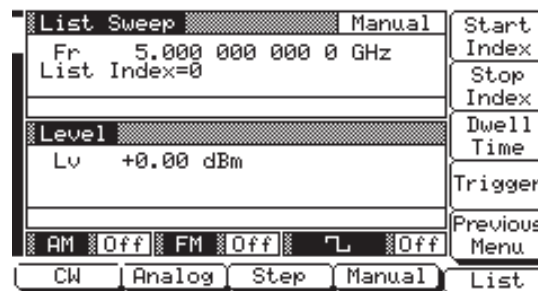 List Sweep Manual
Fr 5.000 000 000 0 GHz
List Index=0
Level
Lv +0.00 dBm
AM Off FM Off Off
CW Analog Step Manual List
Start
Index
Stop
Index
Dwell
Time
Trigger
Previous
Menu